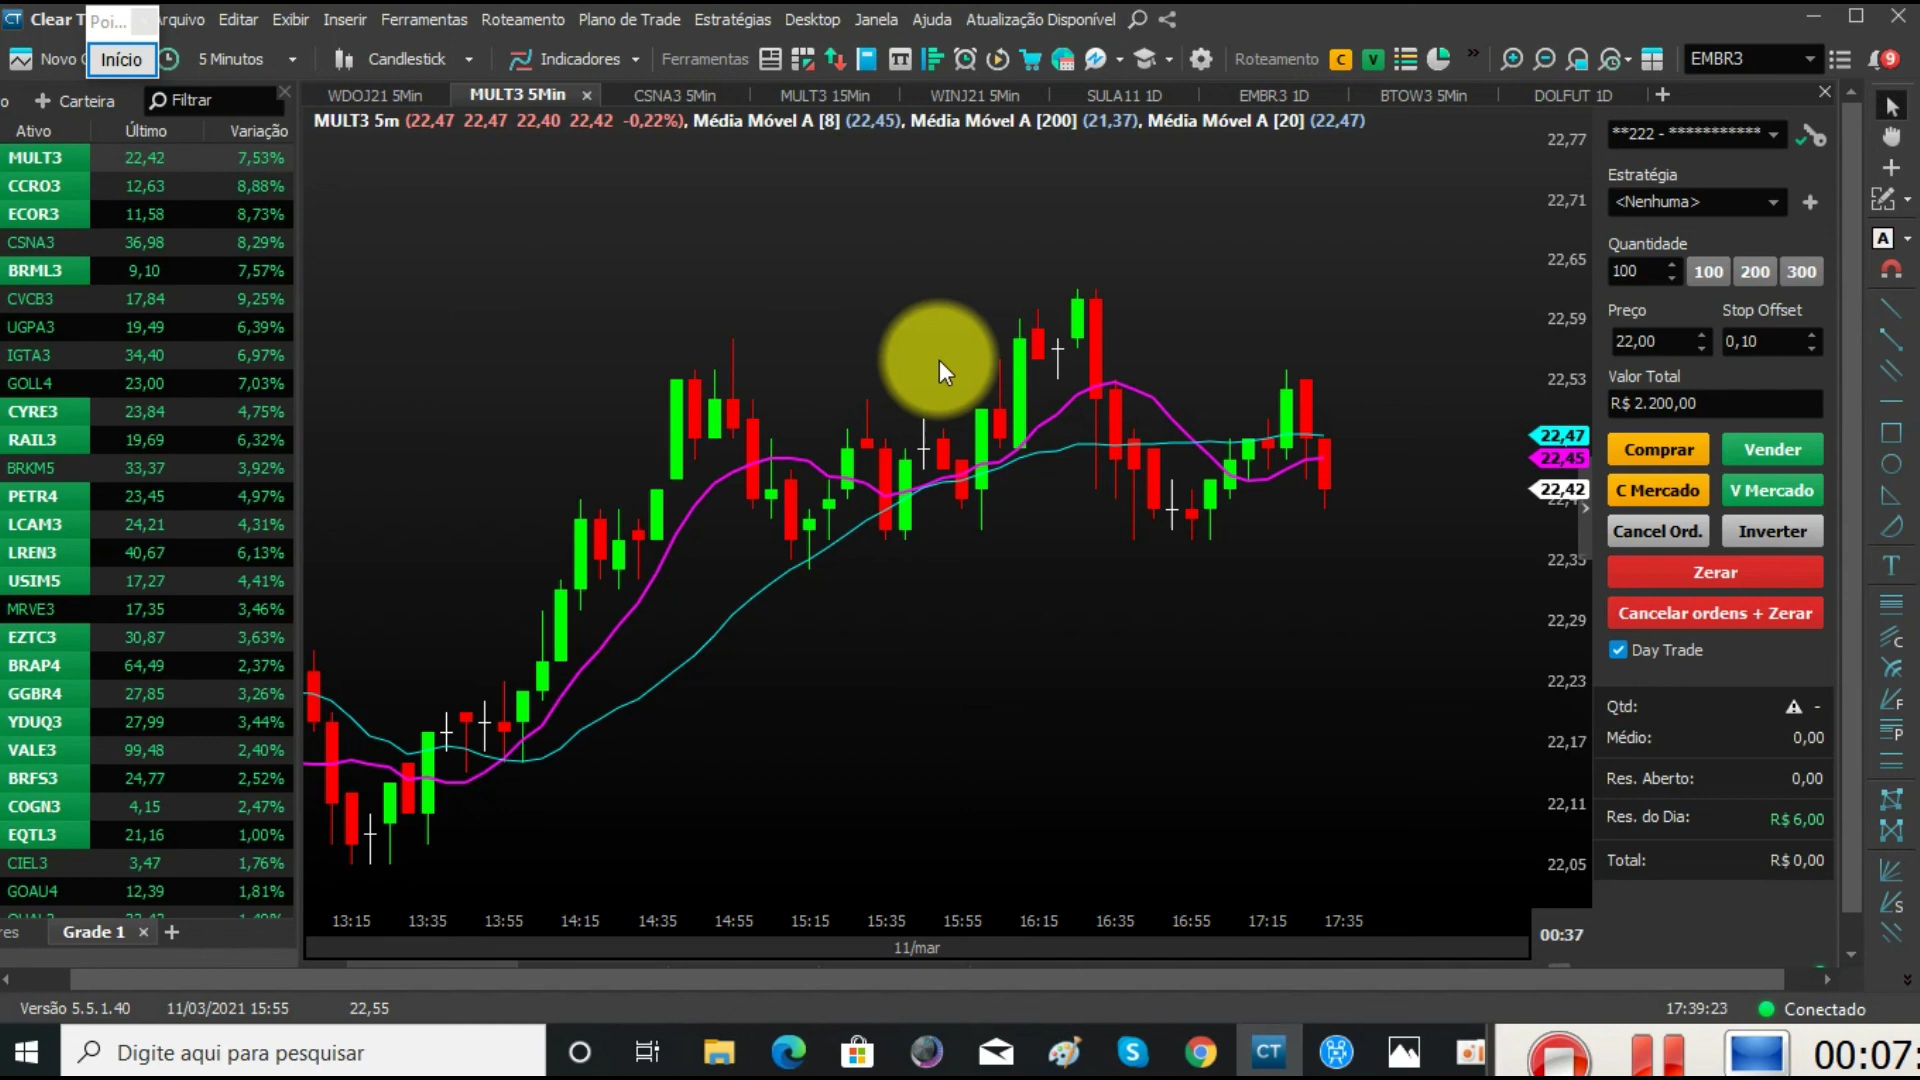 Clear T
Poi...
Arquivo Editar Exibir Inserir Ferramentas Roteamento Plano de Trade Estratégias Desktop Janela Ajuda Atualização Disponível
Novo
Início
5 Minutos
Candlestick
Indicadores
Ferramentas
Roteamento
C
V
EMBR3
9
Carteira
Filtrar
WDOJ21 5Min
MULT3 5Min
CSNA3 5Min
MULT3 15Min
WINJ21 5Min
SULA11 1D
EMBR3 1D
BTOW3 5Min
DOLFUT 1D
Ativo Último Variação
MULT3 22,42 7,53%
CCRO3 12,63 8,88%
ECOR3 11,58 8,73%
CSNA3 36,98 8,29%
BRML3 9,10 7,57%
CVCB3 17,84 9,25%
UGPA3 19,49 6,39%
IGTA3 34,40 6,97%
GOLL4 23,00 7,03%
CYRE3 23,84 4,75%
RAIL3 19,69 6,32%
BRKM5 33,37 3,92%
PETR4 23,45 4,97%
LCAM3 24,21 4,31%
LREN3 40,67 6,13%
USIM5 17,27 4,41%
MRVE3 17,35 3,46%
EZTC3 30,87 3,63%
BRAP4 64,49 2,37%
GGBR4 27,85 3,26%
YDUQ3 27,99 3,44%
VALE3 99,48 2,40%
BRFS3 24,77 2,52%
COGN3 4,15 2,47%
EQTL3 21,16 1,00%
CIEL3 3,47 1,76%
GOAU4 12,39 1,81%
res Grade 1
MULT3 5m (22,47 22,47 22,40 22,42 -0,22%), Média Móvel A [8] (22,45), Média Móvel A [200] (21,37), Média Móvel A [20] (22,47)
22,77
22,71
22,65
22,59
22,53
22,47
22,45
22,42
22,35
22,29
22,23
22,17
22,11
22,05
13:15 13:35 13:55 14:15 14:35 14:55 15:15 15:35 15:55 16:15 16:35 16:55 17:15 17:35
11/mar
00:37
**222 - ***********
Estratégia
<Nenhuma>
Quantidade
100 100 200 300
Preço Stop Offset
22,00 0,10
Valor Total
R$ 2.200,00
Comprar Vender
C Mercado V Mercado
Cancel Ord. Inverter
Zerar
Cancelar ordens + Zerar
Day Trade
Qtd: -
Médio: 0,00
Res. Aberto: 0,00
Res. do Dia: R$ 6,00
Total: R$ 0,00
Versão 5.5.1.40 11/03/2021 15:55 22,55 17:39:23 Conectado
Digite aqui para pesquisar
CT
00:07: